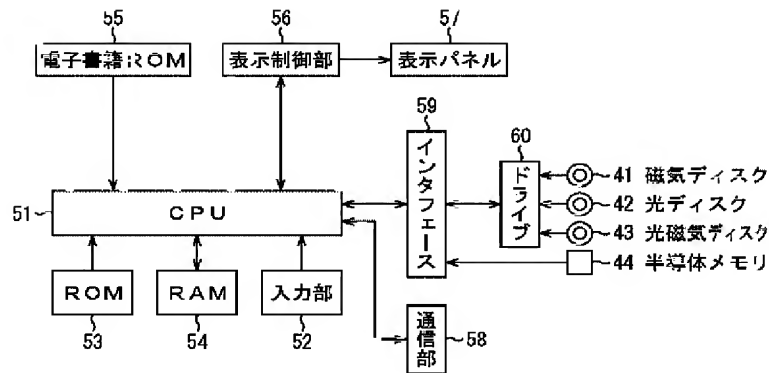 55
56
57
電子書籍ROM
表示制御部
表示パネル
59
60
インタフェース
ドライブ
41 磁気ディスク
42 光ディスク
43 光磁気ディスク
44 半導体メモリ
51
CPU
ROM
RAM
入力部
53
54
52
通信部
58